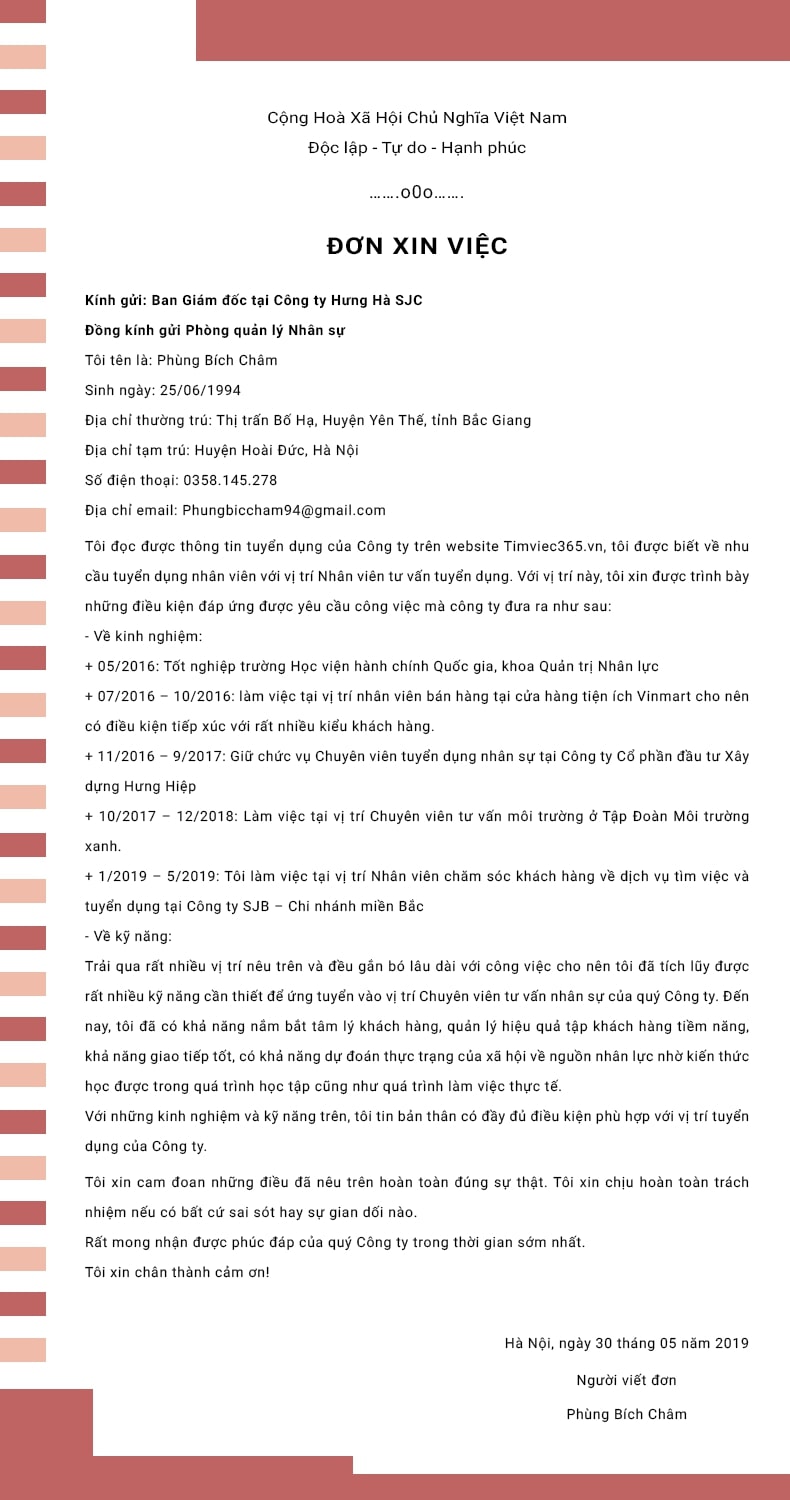 Cộng Hoà Xã Hội Chủ Nghĩa Việt Nam
Độc lập - Tự do - Hạnh phúc
.......o0o.......
ĐƠN XIN VIỆC
Kính gửi: Ban Giám đốc tại Công ty Hưng Hà SJC
Đồng kính gửi Phòng quản lý Nhân sự
Tôi tên là: Phùng Bích Châm
Sinh ngày: 25/06/1994
Địa chỉ thường trú: Thị trấn Bố Hạ, Huyện Yên Thế, tỉnh Bắc Giang
Địa chỉ tạm trú: Huyện Hoài Đức, Hà Nội
Số điện thoại: 0358.145.278
Địa chỉ email: Phungbiccham94@gmail.com
Tôi đọc được thông tin tuyển dụng của Công ty trên website Timviec365.vn, tôi được biết về nhu
cầu tuyển dụng nhân viên với vị trí Nhân viên tư vấn tuyển dụng. Với vị trí này, tôi xin được trình bày
những điều kiện đáp ứng được yêu cầu công việc mà công ty đưa ra như sau:
- Về kinh nghiệm:
+ 05/2016: Tốt nghiệp trường Học viện hành chính Quốc gia, khoa Quản trị Nhân lực
+ 07/2016 – 10/2016: làm việc tại vị trí nhân viên bán hàng tại cửa hàng tiện ích Vinmart cho nên
có điều kiện tiếp xúc với rất nhiều kiểu khách hàng.
+ 11/2016 – 9/2017: Giữ chức vụ Chuyên viên tuyển dụng nhân sự tại Công ty Cổ phần đầu tư Xây
dựng Hưng Hiệp
+ 10/2017 – 12/2018: Làm việc tại vị trí Chuyên viên tư vấn môi trường ở Tập Đoàn Môi trường
xanh.
+ 1/2019 – 5/2019: Tôi làm việc tại vị trí Nhân viên chăm sóc khách hàng về dịch vụ tìm việc và
tuyển dụng tại Công ty SJB – Chi nhánh miền Bắc
- Về kỹ năng:
Trải qua rất nhiều vị trí nêu trên và đều gắn bó lâu dài với công việc cho nên tôi đã tích lũy được
rất nhiều kỹ năng cần thiết để ứng tuyển vào vị trí Chuyên viên tư vấn nhân sự của quý Công ty. Đến
nay, tôi đã có khả năng nắm bắt tâm lý khách hàng, quản lý hiệu quả tập khách hàng tiềm năng,
khả năng giao tiếp tốt, có khả năng dự đoán thực trạng của xã hội về nguồn nhân lực nhờ kiến thức
học được trong quá trình học tập cũng như quá trình làm việc thực tế.
Với những kinh nghiệm và kỹ năng trên, tôi tin bản thân có đầy đủ điều kiện phù hợp với vị trí tuyển
dụng của Công ty.
Tôi xin cam đoan những điều đã nêu trên hoàn toàn đúng sự thật. Tôi xin chịu hoàn toàn trách
nhiệm nếu có bất cứ sai sót hay sự gian dối nào.
Rất mong nhận được phúc đáp của quý Công ty trong thời gian sớm nhất.
Tôi xin chân thành cảm ơn!
Hà Nội, ngày 30 tháng 05 năm 2019
Người viết đơn
Phùng Bích Châm